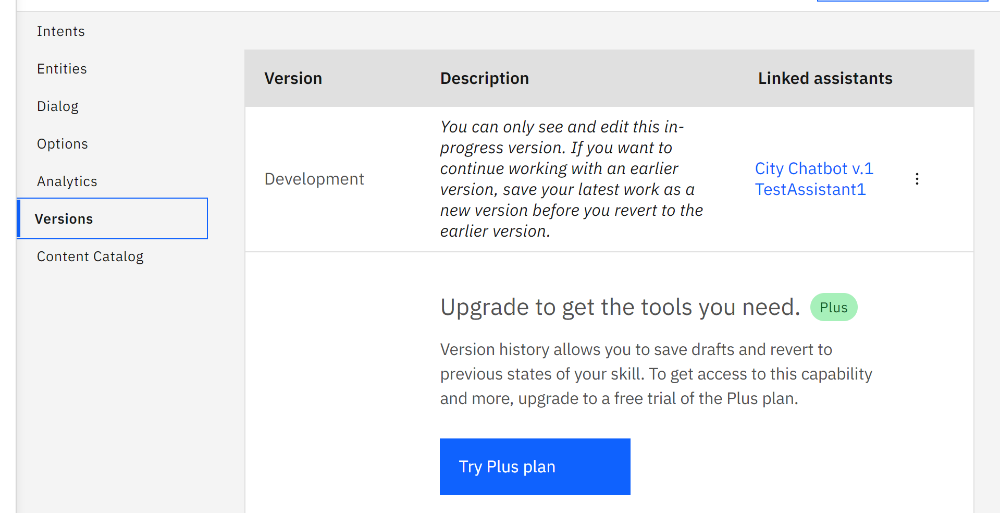 Intents
Entities
Dialog
Options
Analytics
Versions
Content Catalog
Version Description Linked assistants
Development
You can only see and edit this in-
progress version. If you want to
continue working with an earlier
version, save your latest work as a
new version before you revert to the
earlier version.
City Chatbot v.1
TestAssistant1
Upgrade to get the tools you need. Plus
Version history allows you to save drafts and revert to
previous states of your skill. To get access to this capability
and more, upgrade to a free trial of the Plus plan.
Try Plus plan